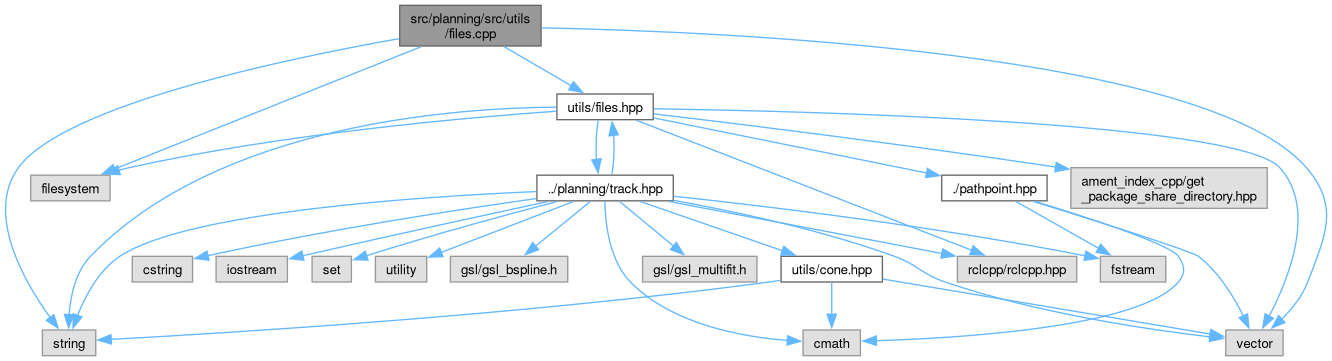 src/planning/src/utils
/files.cpp
utils/files.hpp
filesystem
../planning/track.hpp
./pathpoint.hpp
ament_index_cpp/get
_package_share_directory.hpp
cstring
iostream
set
utility
gsl/gsl_bspline.h
gsl/gsl_multifit.h
utils/cone.hpp
rclcpp/rclcpp.hpp
fstream
string
cmath
vector